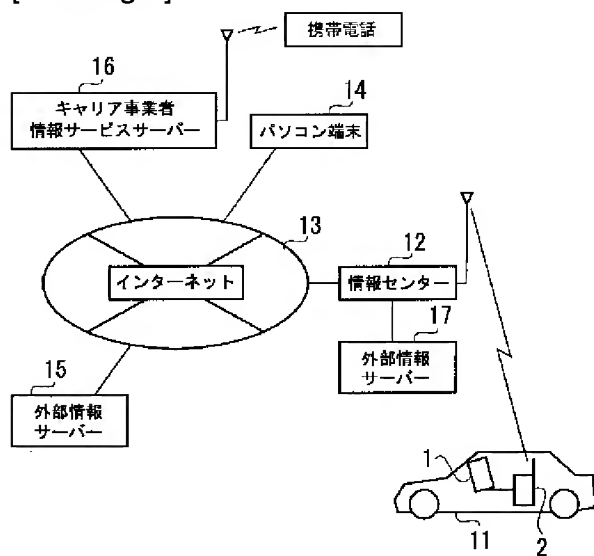 携帯電話
16
キャリア事業者
情報サービスサーバー
14
パソコン端末
13
12
インターネット
情報センター
17
外部情報
サーバー
15
外部情報
サーバー
1
11
2